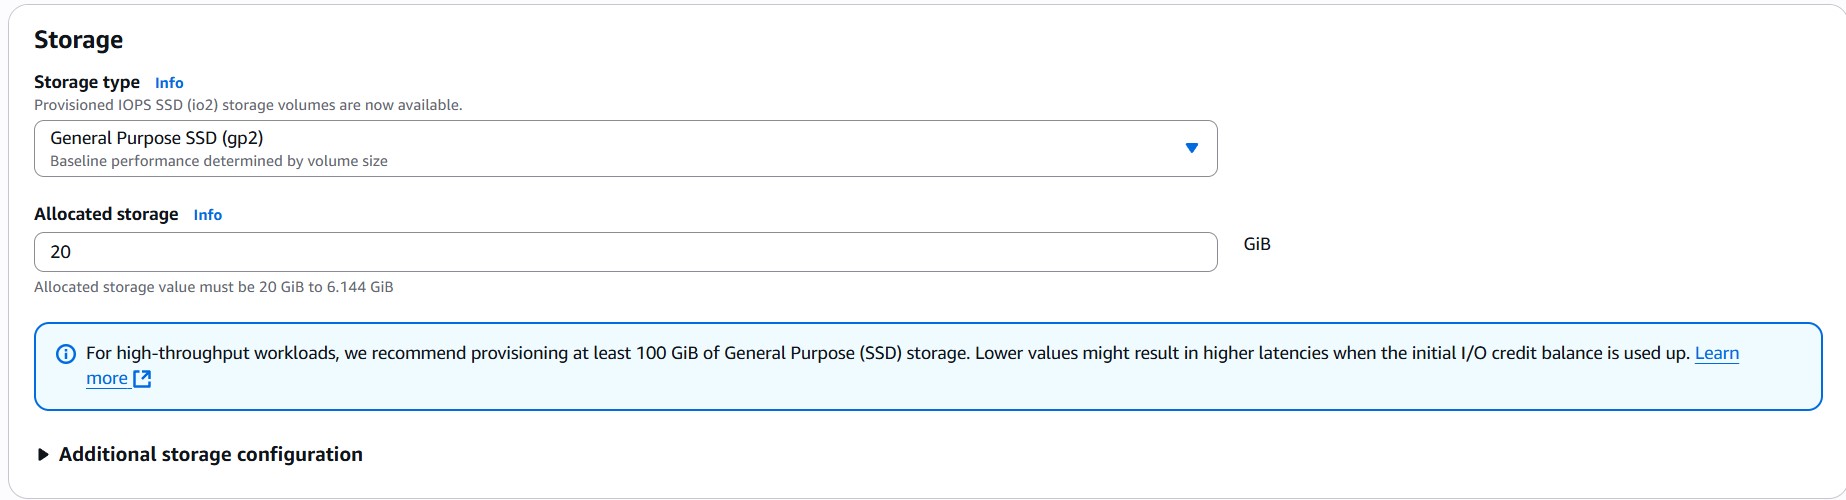 Storage
Storage type Info
Provisioned IOPS SSD (io2) storage volumes are now available.
General Purpose SSD (gp2)
Baseline performance determined by volume size
Allocated storage Info
20
GiB
Allocated storage value must be 20 GiB to 6.144 GiB
For high-throughput workloads, we recommend provisioning at least 100 GiB of General Purpose (SSD) storage. Lower values might result in higher latencies when the initial I/O credit balance is used up. Learn
more
Additional storage configuration